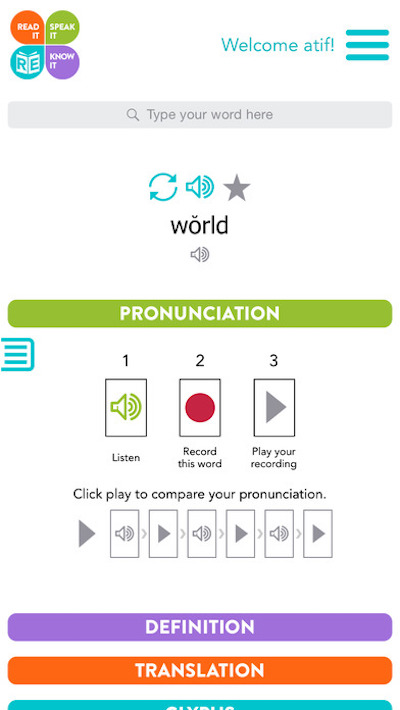 READ IT
SPEAK IT
RE
KNOW IT
Welcome atif!
Type your word here
wŏrld
PRONUNCIATION
1 2 3
Listen
Record this word
Play your recording
Click play to compare your pronunciation.
DEFINITION
TRANSLATION
GLYPHS